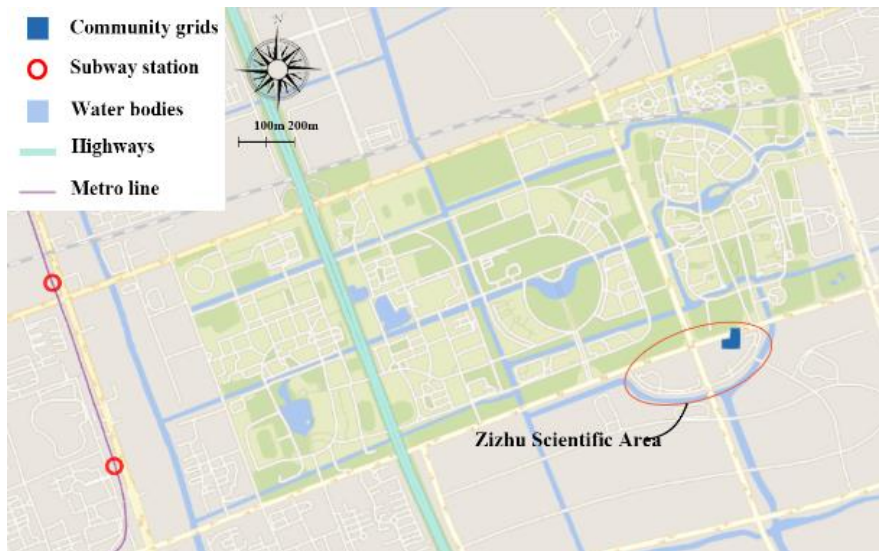 Community grids
Subway station
Water bodies
Highways
Metro line
N
100m 200m
Zizhu Scientific Area